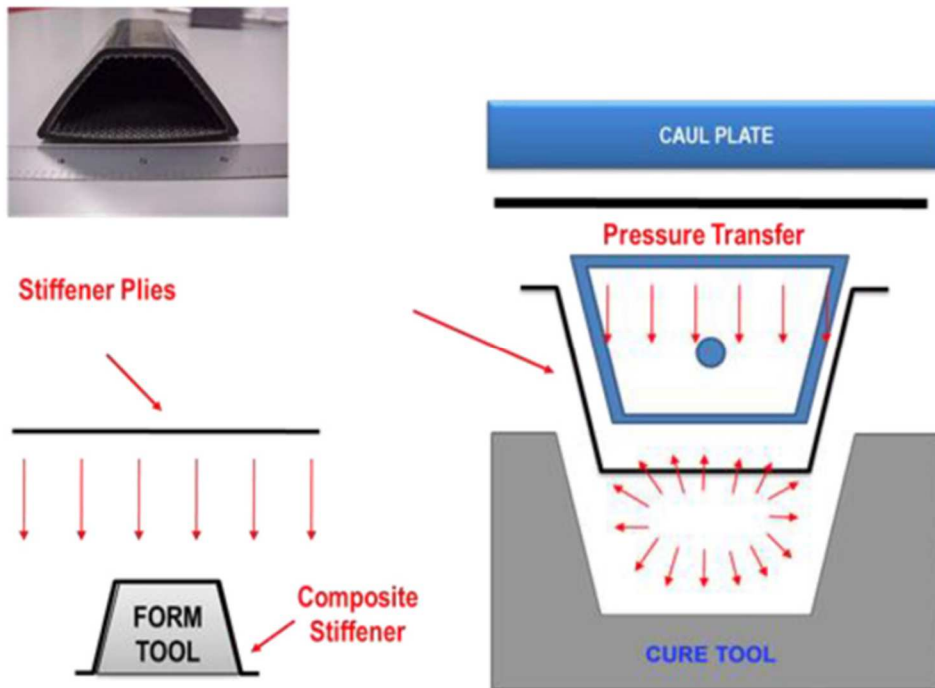 CAUL PLATE
Pressure Transfer
Stiffener Plies
FORM
TOOL
Composite
Stiffener
CURE TOOL